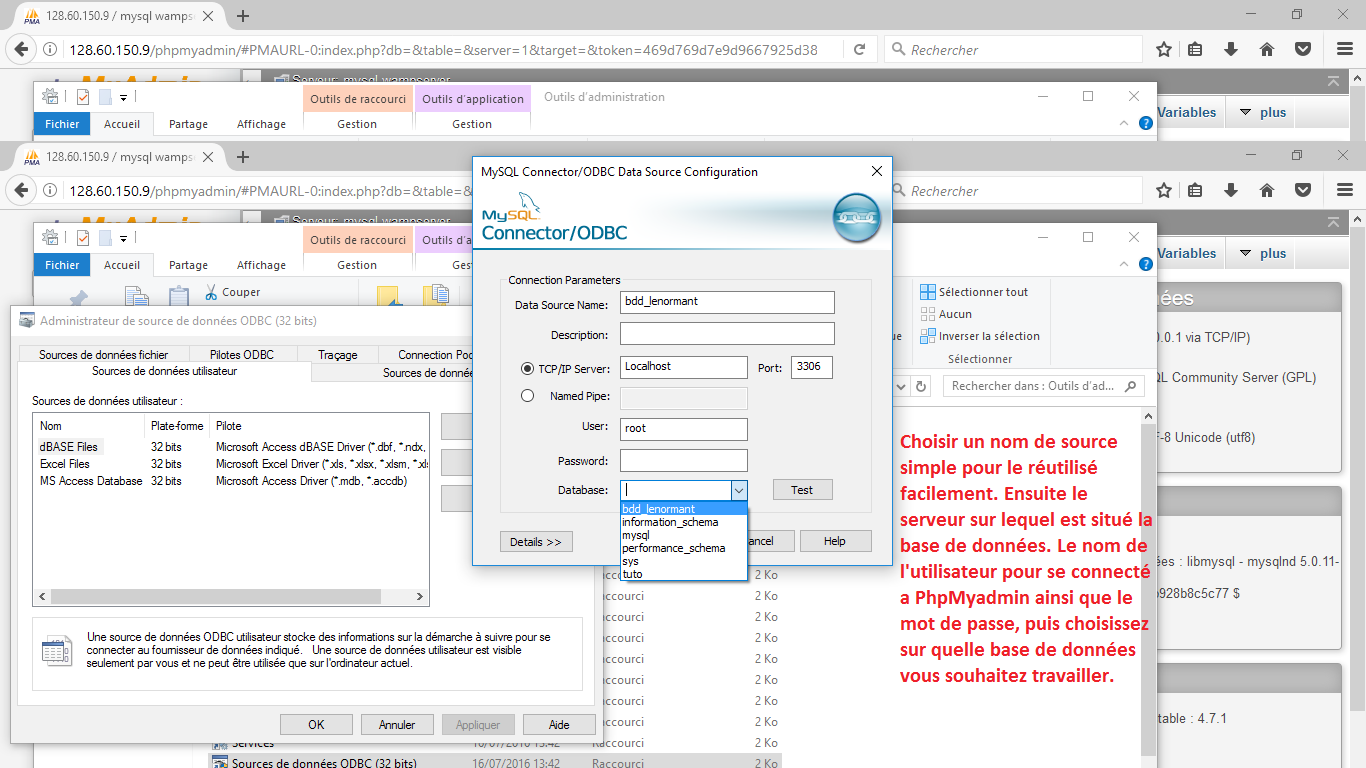 128.60.150.9 / mysql wamps
128.60.150.9/phpmyadmin/#PMAURL-0:index.php?db=&table=&server=1&target=&token=469d769d7e9d9667925d38
Rechercher
Serveur: mysql wampserver
Outils de raccourci
Outils d'application
Outils d'administration
Variables
plus
Fichier
Accueil
Partage
Affichage
Gestion
Gestion
128.60.150.9 / mysql wamps
128.60.150.9/phpmyadmin/#PMAURL-0:index.php?db=&table=&
Rechercher
Outils de raccourci
Outils d'a
Variables
plus
Fichier
Accueil
Partage
Affichage
Gestion
Ges
Couper
Sélectionner tout
Aucun
Inverser la sélection
Sélectionner
Rechercher dans : Outils d'ad...
MySQL Connector/ODBC Data Source Configuration
MySQL
Connector/ODBC
Connection Parameters
Data Source Name: bdd_lenormant
Description:
TCP/IP Server: Localhost
Port: 3306
Named Pipe:
User: root
Password:
Database:
Test
bdd_lenormant
information_schema
mysql
performance_schema
sys
tuto
Details >>
ancel
Help
Administrateur de source de données ODBC (32 bits)
Sources de données fichier
Pilotes ODBC
Traçage
Connection Poo
Sources de données utilisateur
Sources de donnée
Sources de données utilisateur :
Nom
Plate-forme
Pilote
dBASE Files
32 bits
Microsoft Access dBASE Driver (*.dbf, *.ndx,
Excel Files
32 bits
Microsoft Excel Driver (*.xls, *.xlsx, *.xlsm, *.xls
MS Access Database
32 bits
Microsoft Access Driver (*.mdb, *.accdb)
Une source de données ODBC utilisateur stocke des informations sur la démarche à suivre pour se
connecter au fournisseur de données indiqué. Une source de données utilisateur est visible
seulement par vous et ne peut être utilisée que sur l'ordinateur actuel.
OK
Annuler
Appliquer
Aide
Choisir un nom de source
simple pour le réutilisé
facilement. Ensuite le
serveur sur lequel est situé la
base de données. Le nom de
l'utilisateur pour se connecté
a PhpMyadmin ainsi que le
mot de passe, puis choisissez
sur quelle base de données
vous souhaitez travailler.
nées
0.0.1 via TCP/IP)
QL Community Server (GPL)
F-8 Unicode (utf8)
ées : libmysql - mysqlnd 5.0.11-
928b8c5c77 $
table : 4.7.1
accourci 2 Ko
accourci 2 Ko
accourci 2 Ko
accourci 2 Ko
accourci 2 Ko
accourci 2 Ko
accourci 2 Ko
Services 16/07/2016 13:42 Raccourci 2 Ko
Sources de données ODBC (32 bits) 16/07/2016 13:42 Raccourci 2 Ko